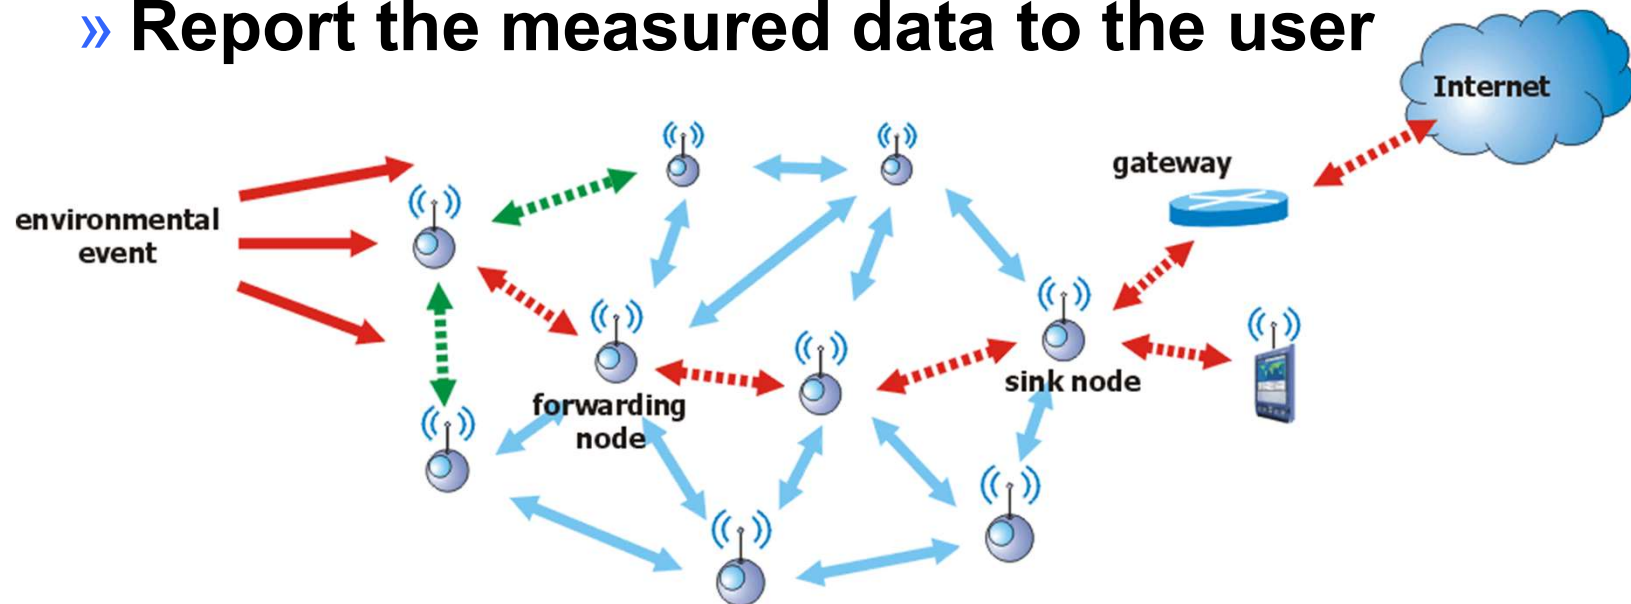 » Report the measured data to the user
Internet
gateway
environmental
event
sink node
forwarding
node